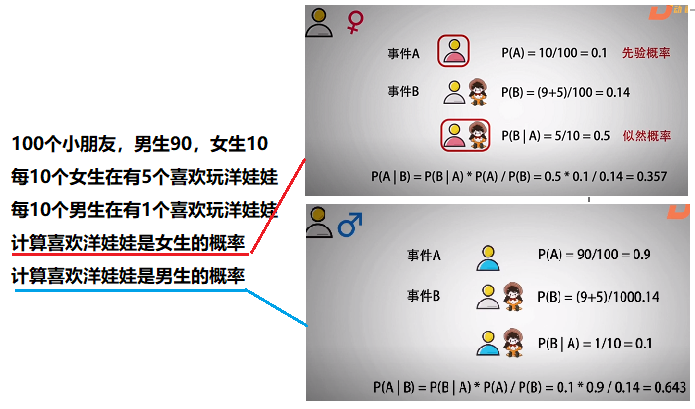 100个小朋友，男生90，女生10
每10个女生在有5个喜欢玩洋娃娃
每10个男生在有1个喜欢玩洋娃娃
计算喜欢洋娃娃是女生的概率
计算喜欢洋娃娃是男生的概率
♀
事件A P(A) = 10/100 = 0.1 先验概率
事件B P(B) = (9+5)/100 = 0.14
P(B | A) = 5/10 = 0.5 似然概率
P(A | B) = P(B | A) * P(A) / P(B) = 0.5 * 0.1 / 0.14 = 0.357
♂
事件A P(A) = 90/100 = 0.9
事件B P(B) = (9+5)/1000.14
P(B | A) = 1/10 = 0.1
P(A | B) = P(B | A) * P(A) / P(B) = 0.1 * 0.9 / 0.14 = 0.643